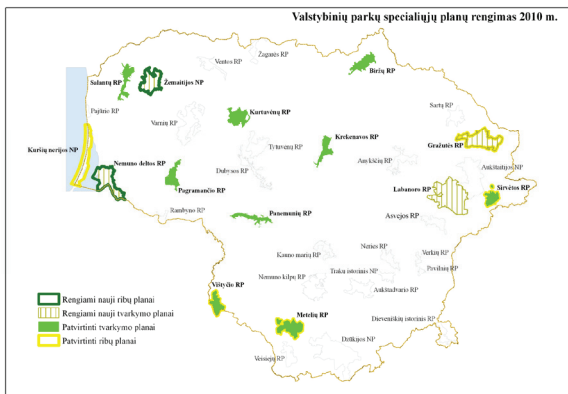 Valstybinių parkų specialiųjų planų rengimas 2010 m.
Žagarės RP
Ventos RP
Biržų RP
Salantų RP
Žemaitijos NP
Sartų RP
Pajūrio RP
Kurtuvėnų RP
Varnių RP
Krekenavos RP
Gražutės RP
Kuršių nerijos NP
Tytuvėnų RP
Anykščių RP
Nemuno deltos RP
Aukštaitijos NP
Dubysos RP
Pagramančio RP
Labanoro RP
Sirvėtos RP
Rambyno RP
Panemunių RP
Asvejos RP
Neries RP
Kauno marių RP
Verkių RP
Traku istorinis NP
Pavilnių RP
Nemuno kilpų RP
Vištyčio RP
Aukštadvario RP
Rengiami nauji ribų planai
Rengiami nauji tvarkymo planai
Metelių RP
Dieveniškių istorinis RP
Patvirtinti tvarkymo planai
Dzūkijos NP
Patvirtinti ribų planai
Veisiejų RP